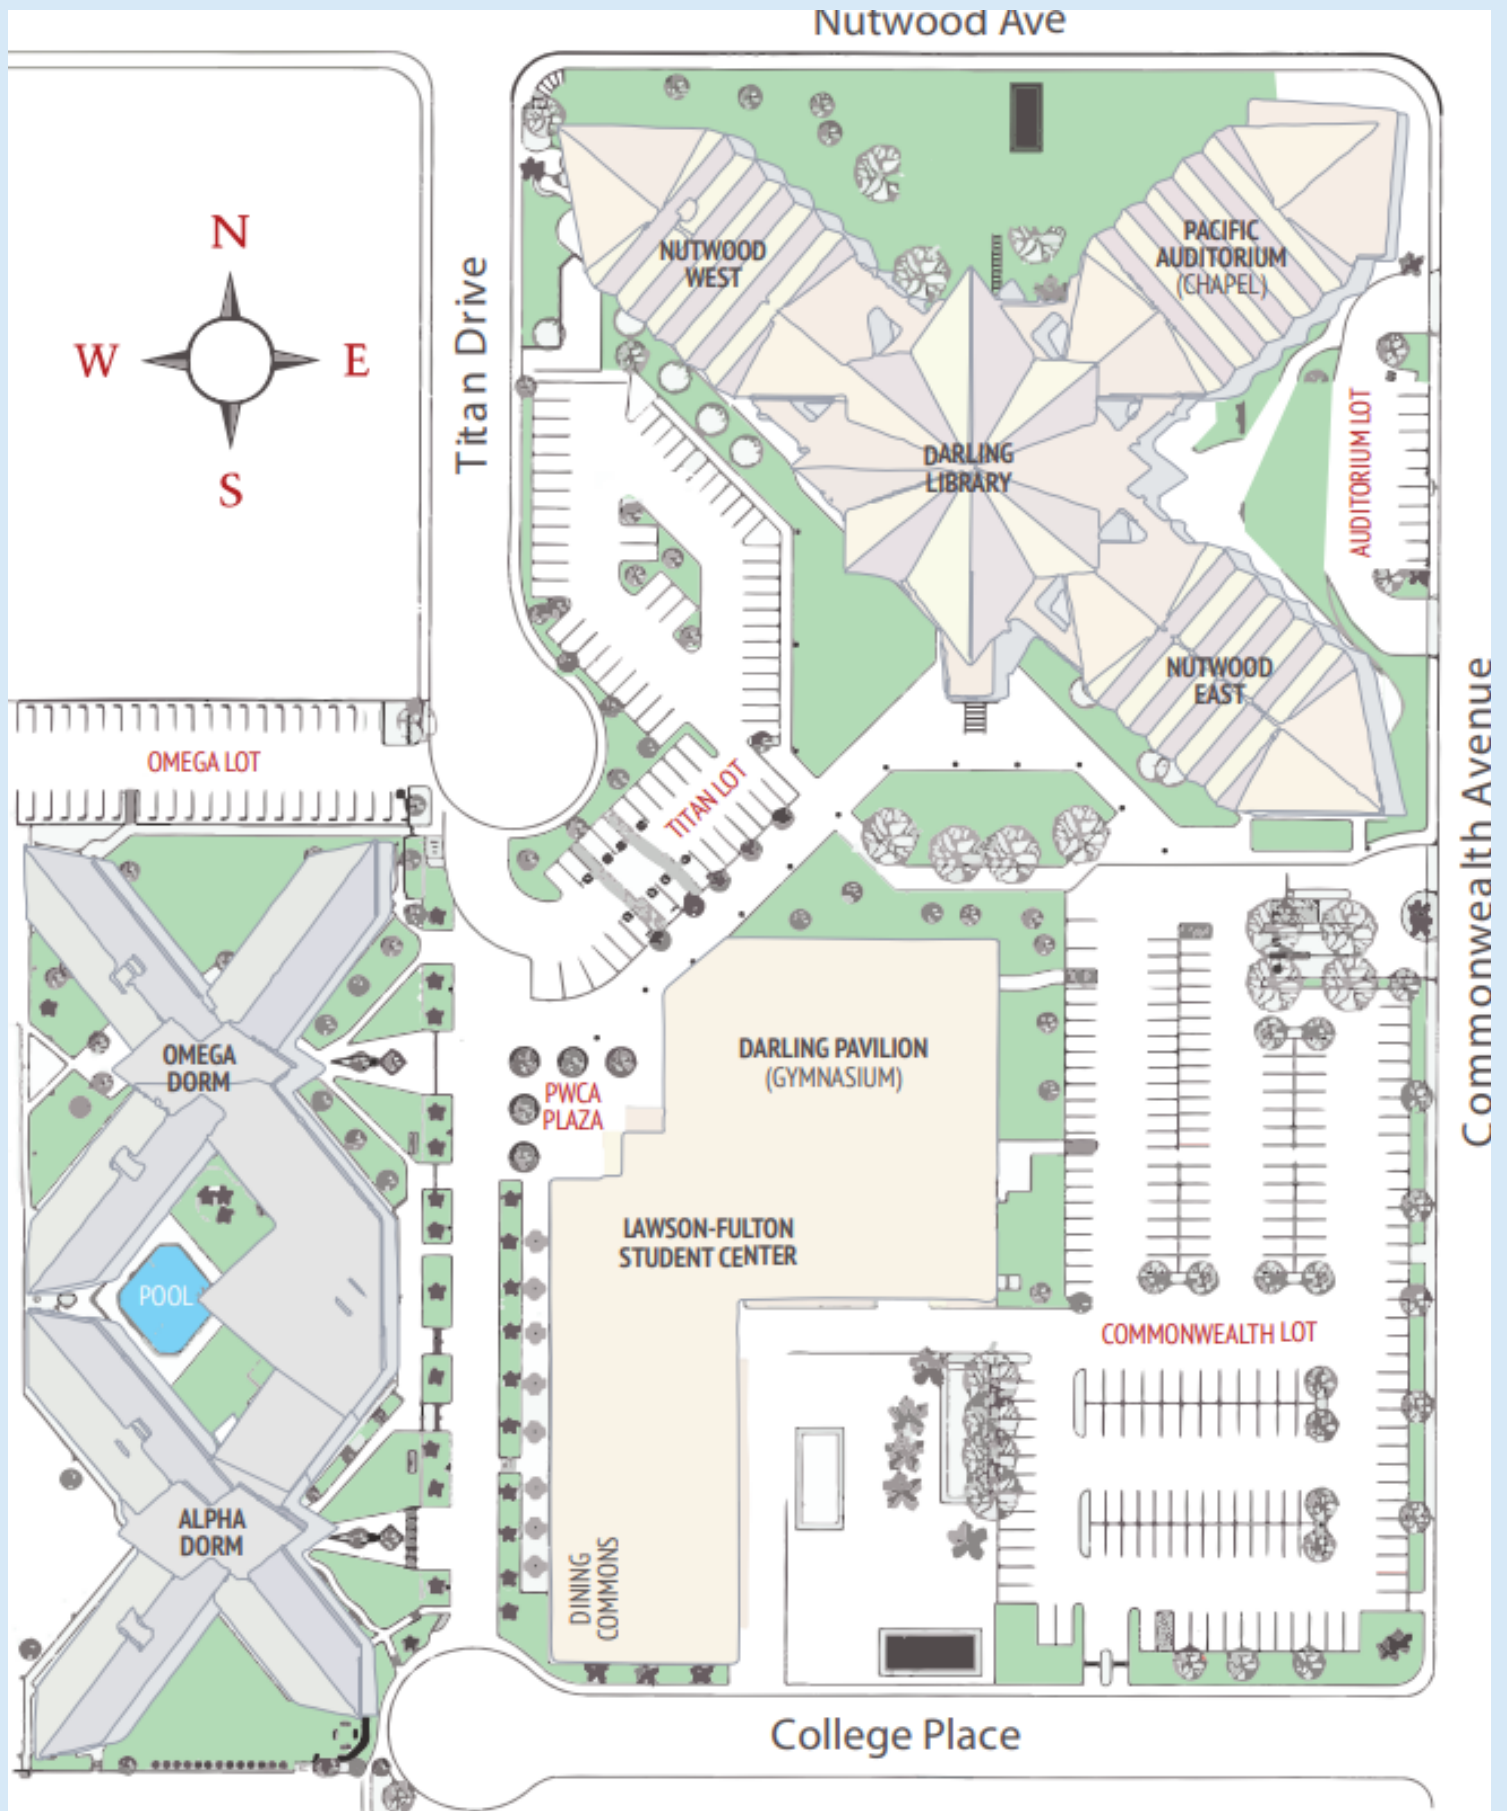 Nutwood Ave
N
W
E
S
Titan Drive
NUTWOOD
WEST
PACIFIC
AUDITORIUM
(CHAPEL)
DARLING
LIBRARY
AUDITORIUM LOT
NUTWOOD
EAST
Commonwealth Avenue
OMEGA LOT
TITAN LOT
OMEGA
DORM
DARLING PAVILION
(GYMNASIUM)
PWCA
PLAZA
LAWSON-FULTON
STUDENT CENTER
POOL
COMMONWEALTH LOT
ALPHA
DORM
DINING
COMMONS
College Place